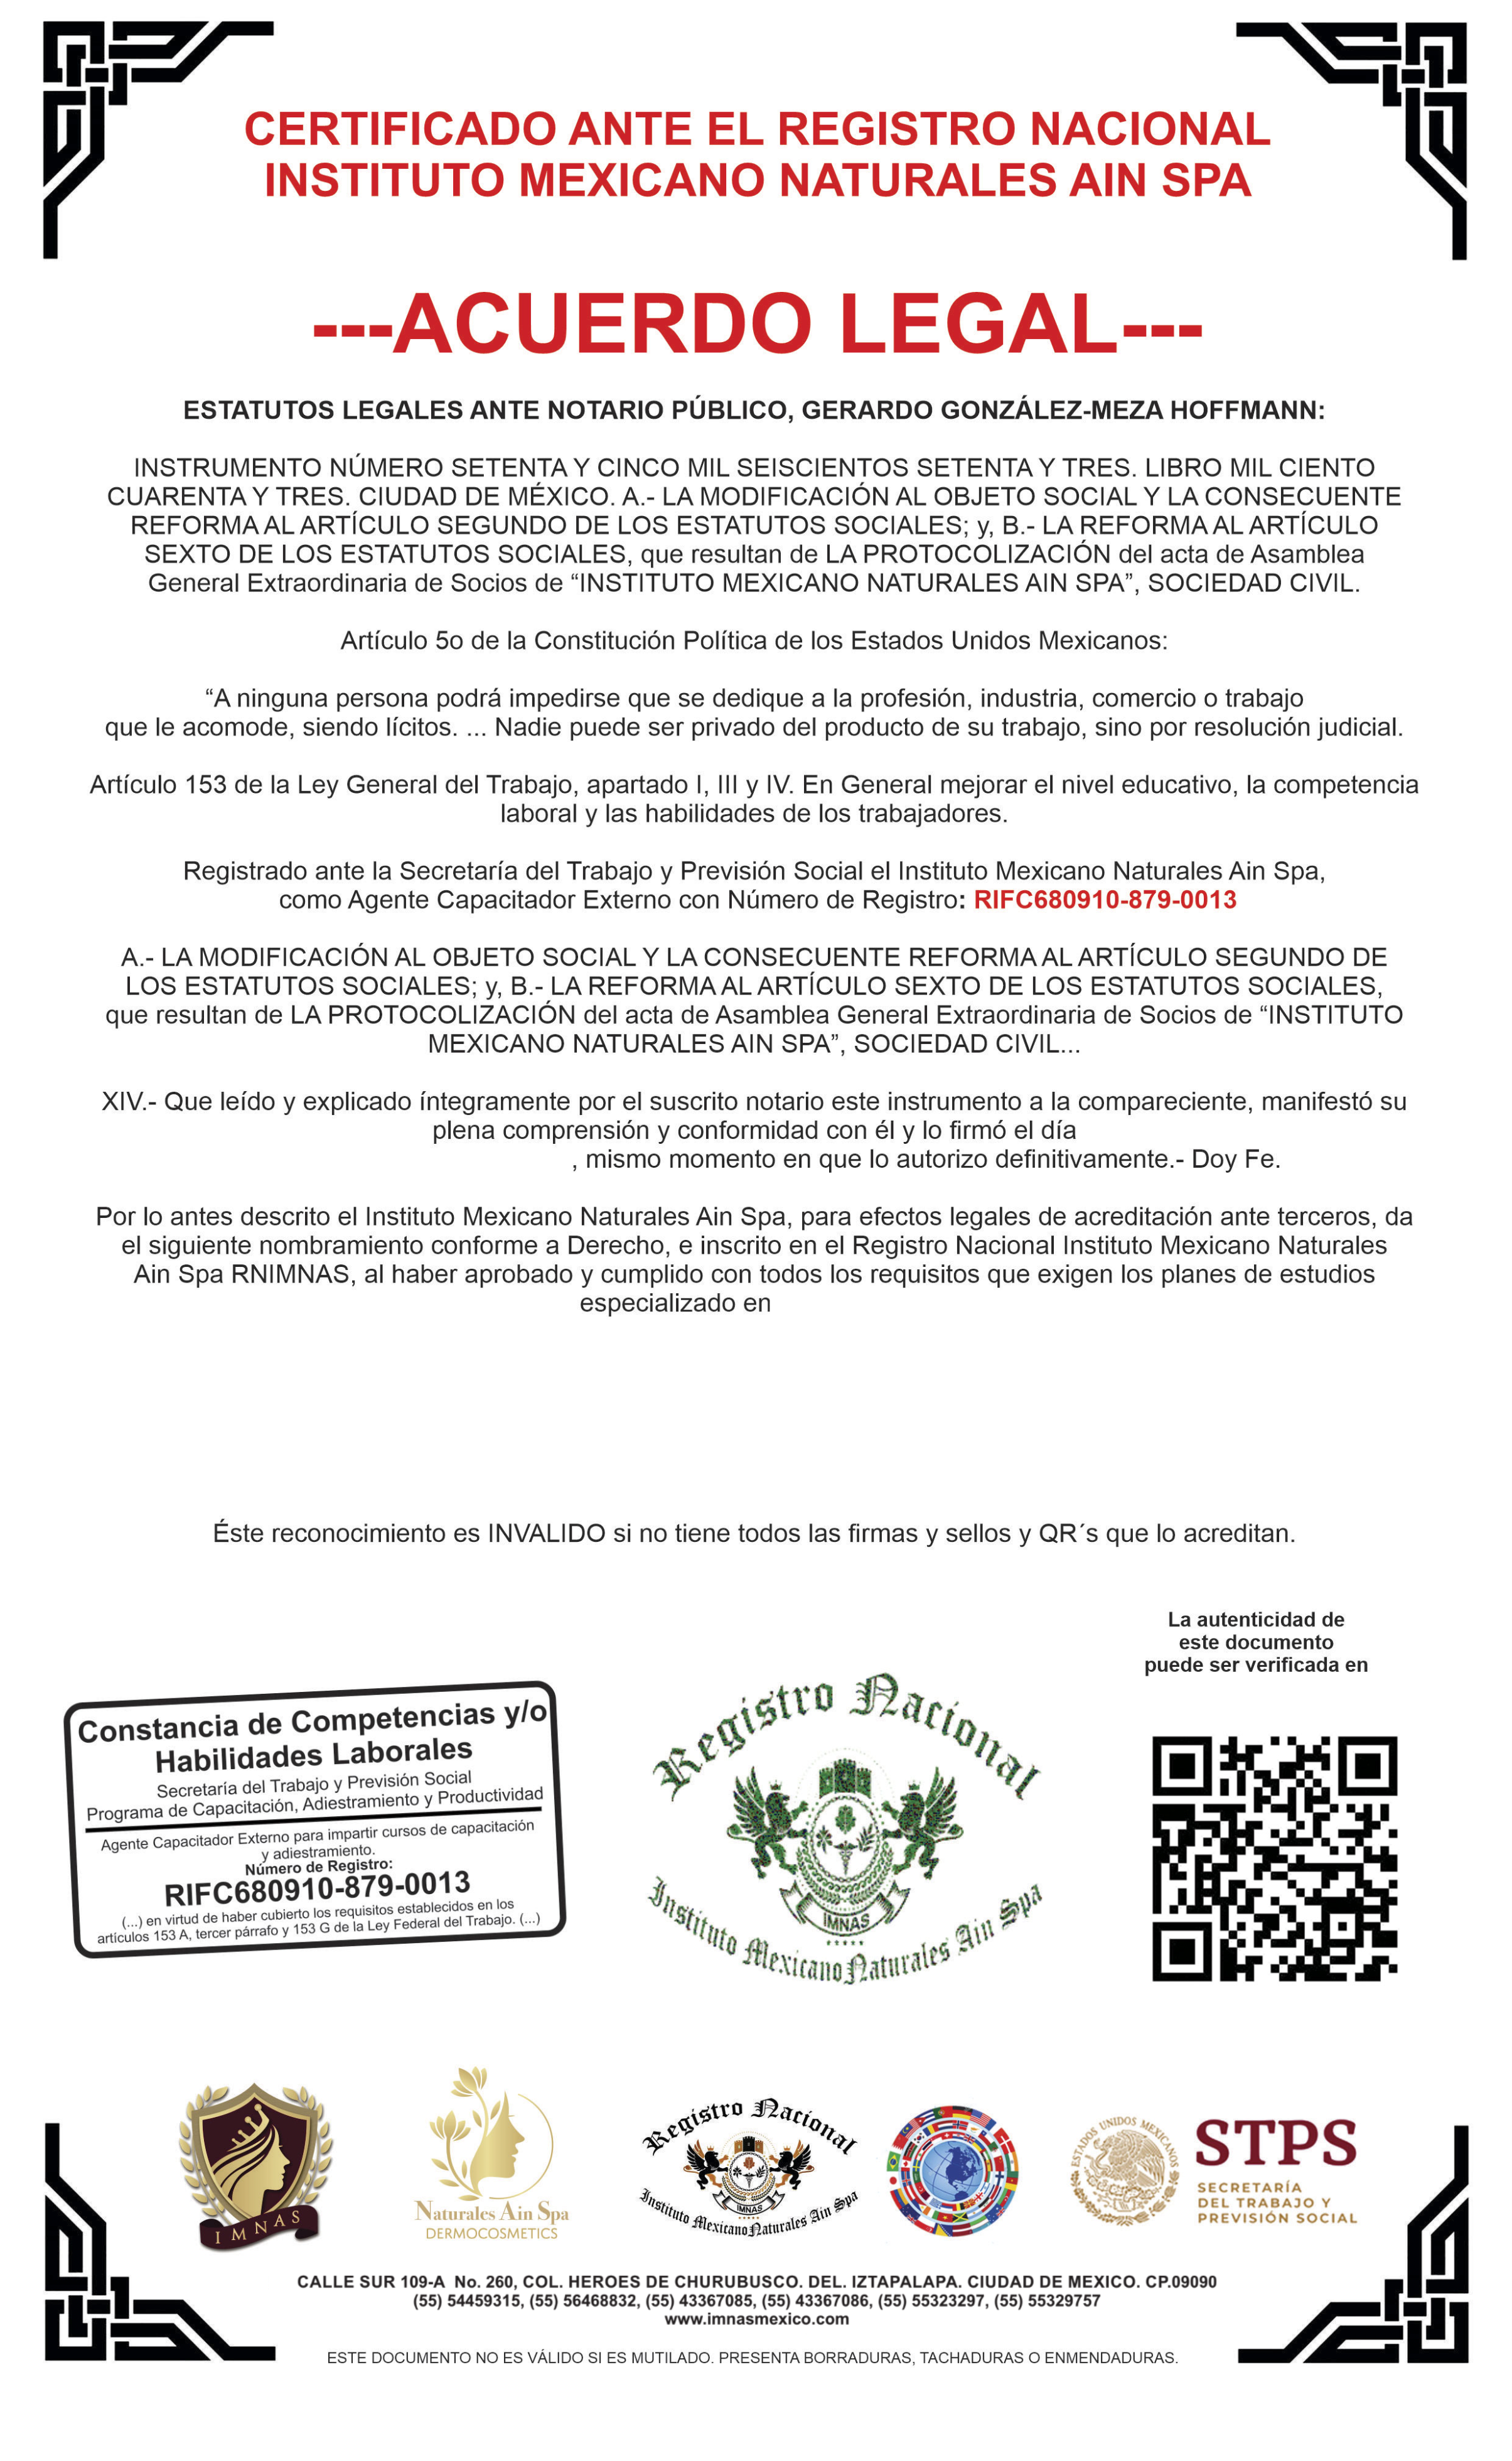 CERTIFICADO ANTE EL REGISTRO NACIONAL
INSTITUTO MEXICANO NATURALES AIN SPA
---ACUERDO LEGAL---
ESTATUTOS LEGALES ANTE NOTARIO PÚBLICO, GERARDO GONZÁLEZ-MEZA HOFFMANN:
INSTRUMENTO NÚMERO SETENTA Y CINCO MIL SEISCIENTOS SETENTA Y TRES. LIBRO MIL CIENTO
CUARENTA Y TRES. CIUDAD DE MÉXICO. A.- LA MODIFICACIÓN AL OBJETO SOCIAL Y LA CONSECUENTE
REFORMA AL ARTÍCULO SEGUNDO DE LOS ESTATUTOS SOCIALES; y, B.- LA REFORMA AL ARTÍCULO
SEXTO DE LOS ESTATUTOS SOCIALES, que resultan de LA PROTOCOLIZACIÓN del acta de Asamblea
General Extraordinaria de Socios de “INSTITUTO MEXICANO NATURALES AIN SPA”, SOCIEDAD CIVIL.
Artículo 5o de la Constitución Política de los Estados Unidos Mexicanos:
“A ninguna persona podrá impedirse que se dedique a la profesión, industria, comercio o trabajo
que le acomode, siendo lícitos. ... Nadie puede ser privado del producto de su trabajo, sino por resolución judicial.
Artículo 153 de la Ley General del Trabajo, apartado I, III y IV. En General mejorar el nivel educativo, la competencia
laboral y las habilidades de los trabajadores.
Registrado ante la Secretaría del Trabajo y Previsión Social el Instituto Mexicano Naturales Ain Spa,
como Agente Capacitador Externo con Número de Registro: RIFC680910-879-0013
A.- LA MODIFICACIÓN AL OBJETO SOCIAL Y LA CONSECUENTE REFORMA AL ARTÍCULO SEGUNDO DE
LOS ESTATUTOS SOCIALES; y, B.- LA REFORMA AL ARTÍCULO SEXTO DE LOS ESTATUTOS SOCIALES,
que resultan de LA PROTOCOLIZACIÓN del acta de Asamblea General Extraordinaria de Socios de “INSTITUTO
MEXICANO NATURALES AIN SPA”, SOCIEDAD CIVIL...
XIV.- Que leído y explicado íntegramente por el suscrito notario este instrumento a la compareciente, manifestó su
plena comprensión y conformidad con él y lo firmó el día
, mismo momento en que lo autorizo definitivamente.- Doy Fe.
Por lo antes descrito el Instituto Mexicano Naturales Ain Spa, para efectos legales de acreditación ante terceros, da
el siguiente nombramiento conforme a Derecho, e inscrito en el Registro Nacional Instituto Mexicano Naturales
Ain Spa RNIMNAS, al haber aprobado y cumplido con todos los requisitos que exigen los planes de estudios
especializado en
Éste reconocimiento es INVALIDO si no tiene todos las firmas y sellos y QR´s que lo acreditan.
La autenticidad de
este documento
puede ser verificada en
Constancia de Competencias y/o
Habilidades Laborales
Secretaría del Trabajo y Previsión Social
Programa de Capacitación, Adiestramiento y Productividad
Agente Capacitador Externo para impartir cursos de capacitación
y adiestramiento.
Número de Registro:
RIFC680910-879-0013
(...) en virtud de haber cubierto los requisitos establecidos en los
artículos 153 A, tercer párrafo y 153 G de la Ley Federal del Trabajo. (...)
Registro Nacional
IMNAS
Instituto Mexicano Naturales Ain Spa
IMNAS
Naturales Ain Spa
DERMOCOSMETICS
Registro Nacional
IMNAS
Instituto Mexicano Naturales Ain Spa
ESTADOS UNIDOS MEXICANOS
STPS
SECRETARÍA
DEL TRABAJO Y
PREVISIÓN SOCIAL
CALLE SUR 109-A No. 260, COL. HEROES DE CHURUBUSCO. DEL. IZTAPALAPA. CIUDAD DE MEXICO. CP.09090
(55) 54459315, (55) 56468832, (55) 43367085, (55) 43367086, (55) 55323297, (55) 55329757
www.imnasmexico.com
ESTE DOCUMENTO NO ES VÁLIDO SI ES MUTILADO. PRESENTA BORRADURAS, TACHADURAS O ENMENDADURAS.